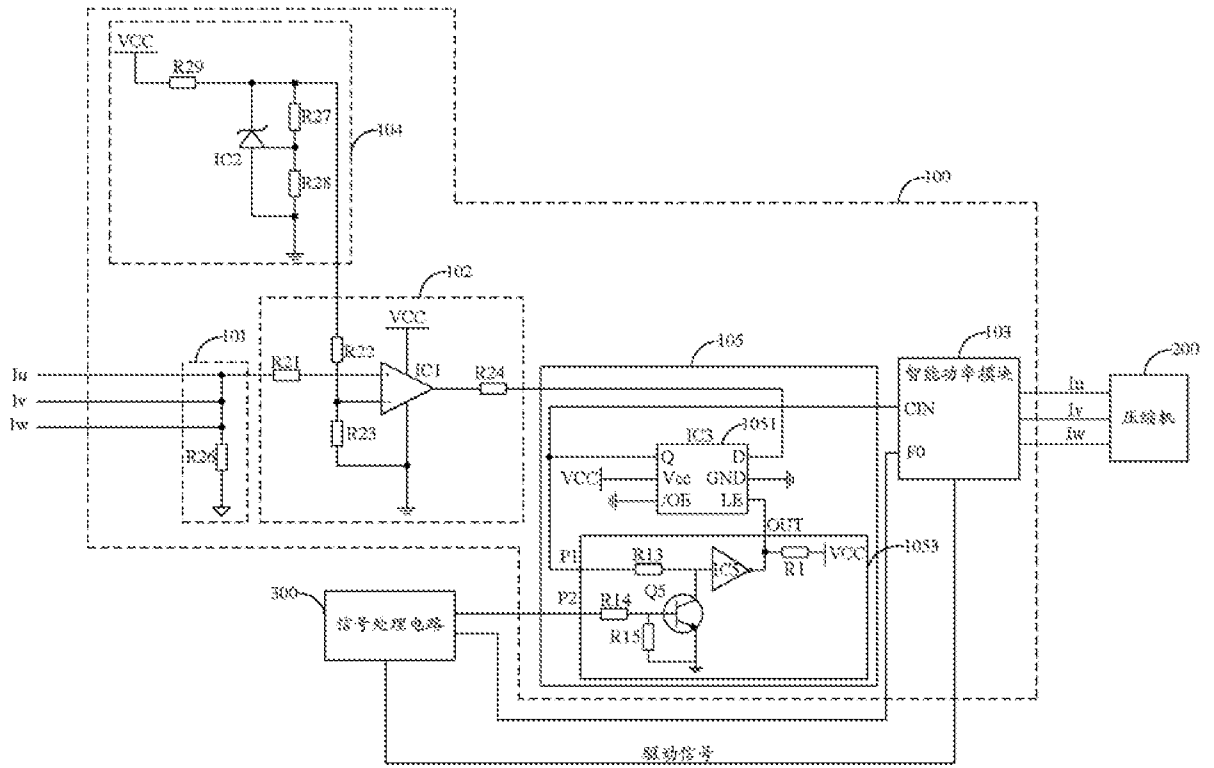 VCC
R29
R27
104
IC2
R28
100
102
VCC
101
R22
105
103
200
Iu
R21
IC1
R24
智能功率模块
Iu
Iv
CIN
Iv
压缩机
Iw
R23
IC3
1051
Iw
R26
Q
D
F0
VCC
Vcc
GND
/OE
LE
OUT
P1
R13
IC5
R1
VCC
1053
300
P2
R14
Q5
信号处理电路
R15
驱动信号